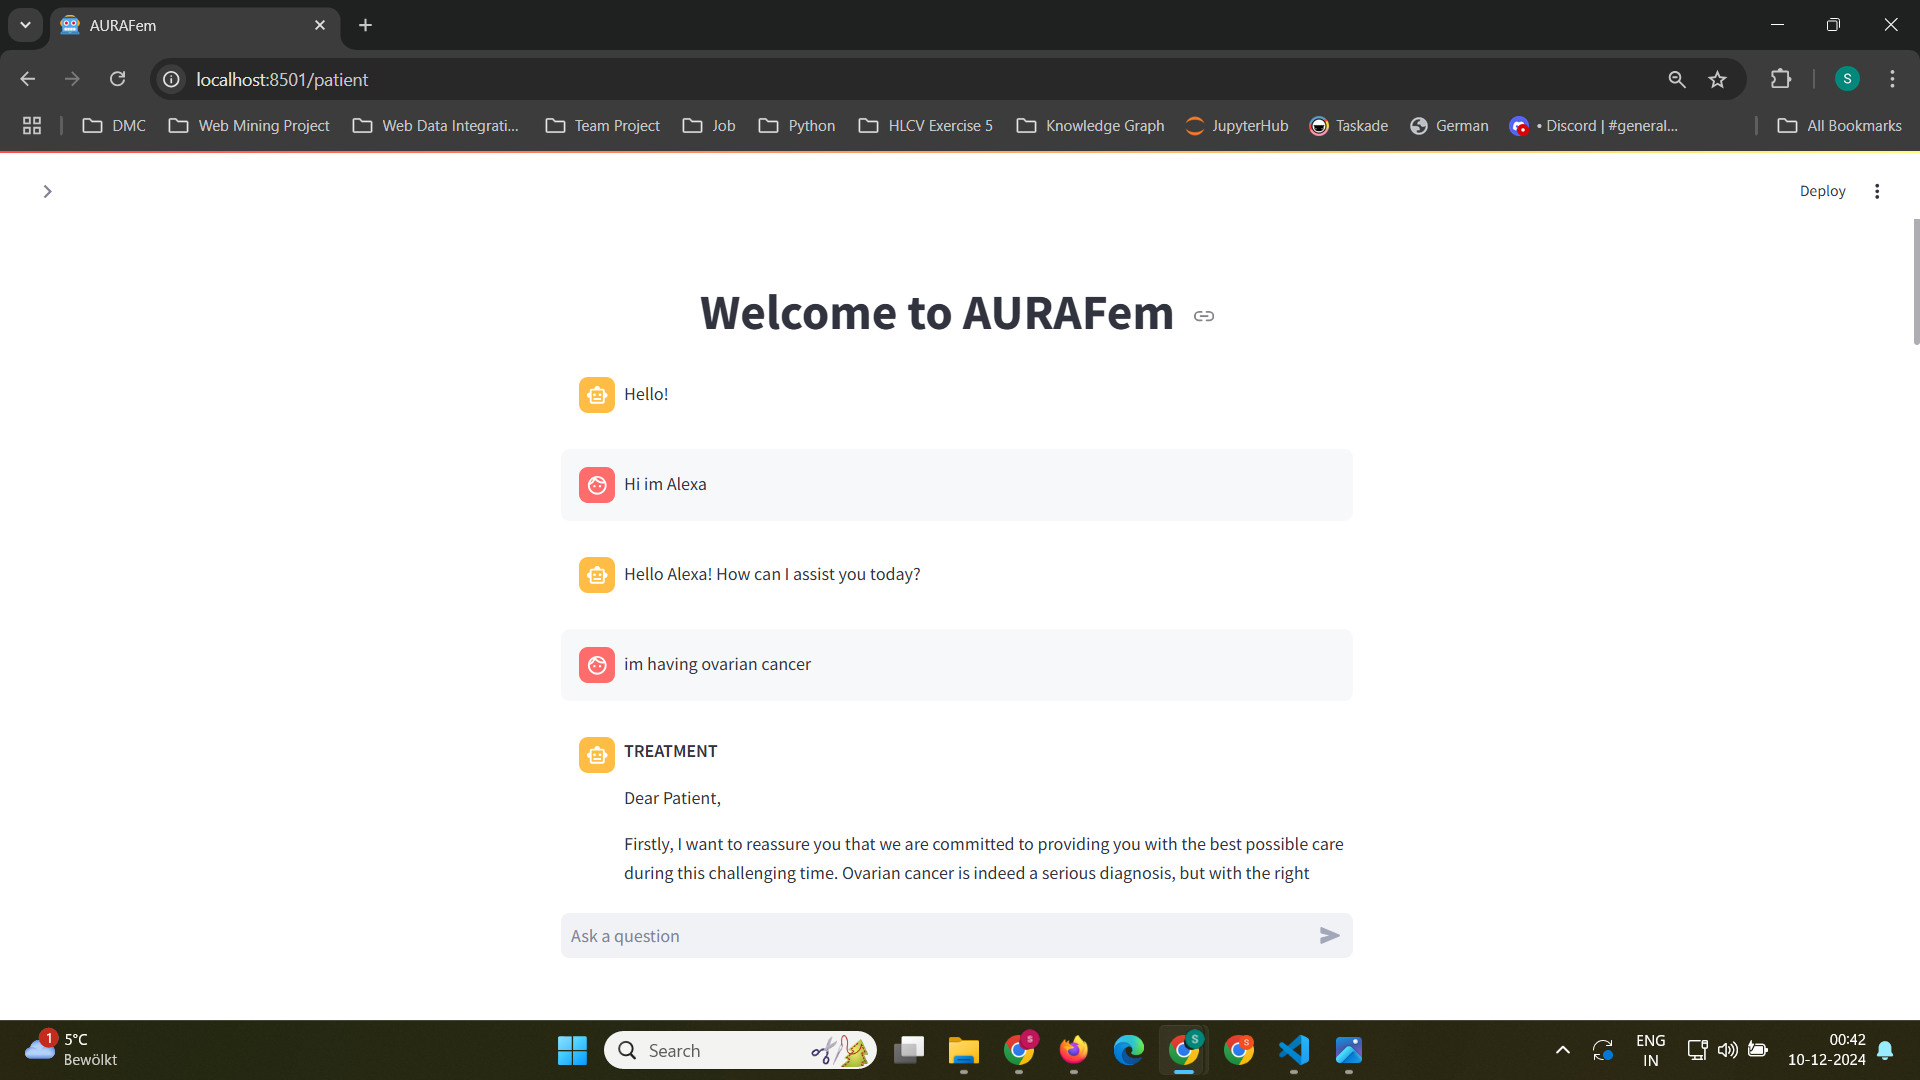 AURAFem
localhost:8501/patient
S
DMC
Web Mining Project
Web Data Integrati...
Team Project
Job
Python
HLCV Exercise 5
Knowledge Graph
JupyterHub
Taskade
German
• Discord | #general...
All Bookmarks
Deploy
Welcome to AURAFem
Hello!
Hi im Alexa
Hello Alexa! How can I assist you today?
im having ovarian cancer
TREATMENT
Dear Patient,
Firstly, I want to reassure you that we are committed to providing you with the best possible care
during this challenging time. Ovarian cancer is indeed a serious diagnosis, but with the right
Ask a question
1
5°C
Bewölkt
Search
S
S
S
ENG
IN
00:42
10-12-2024